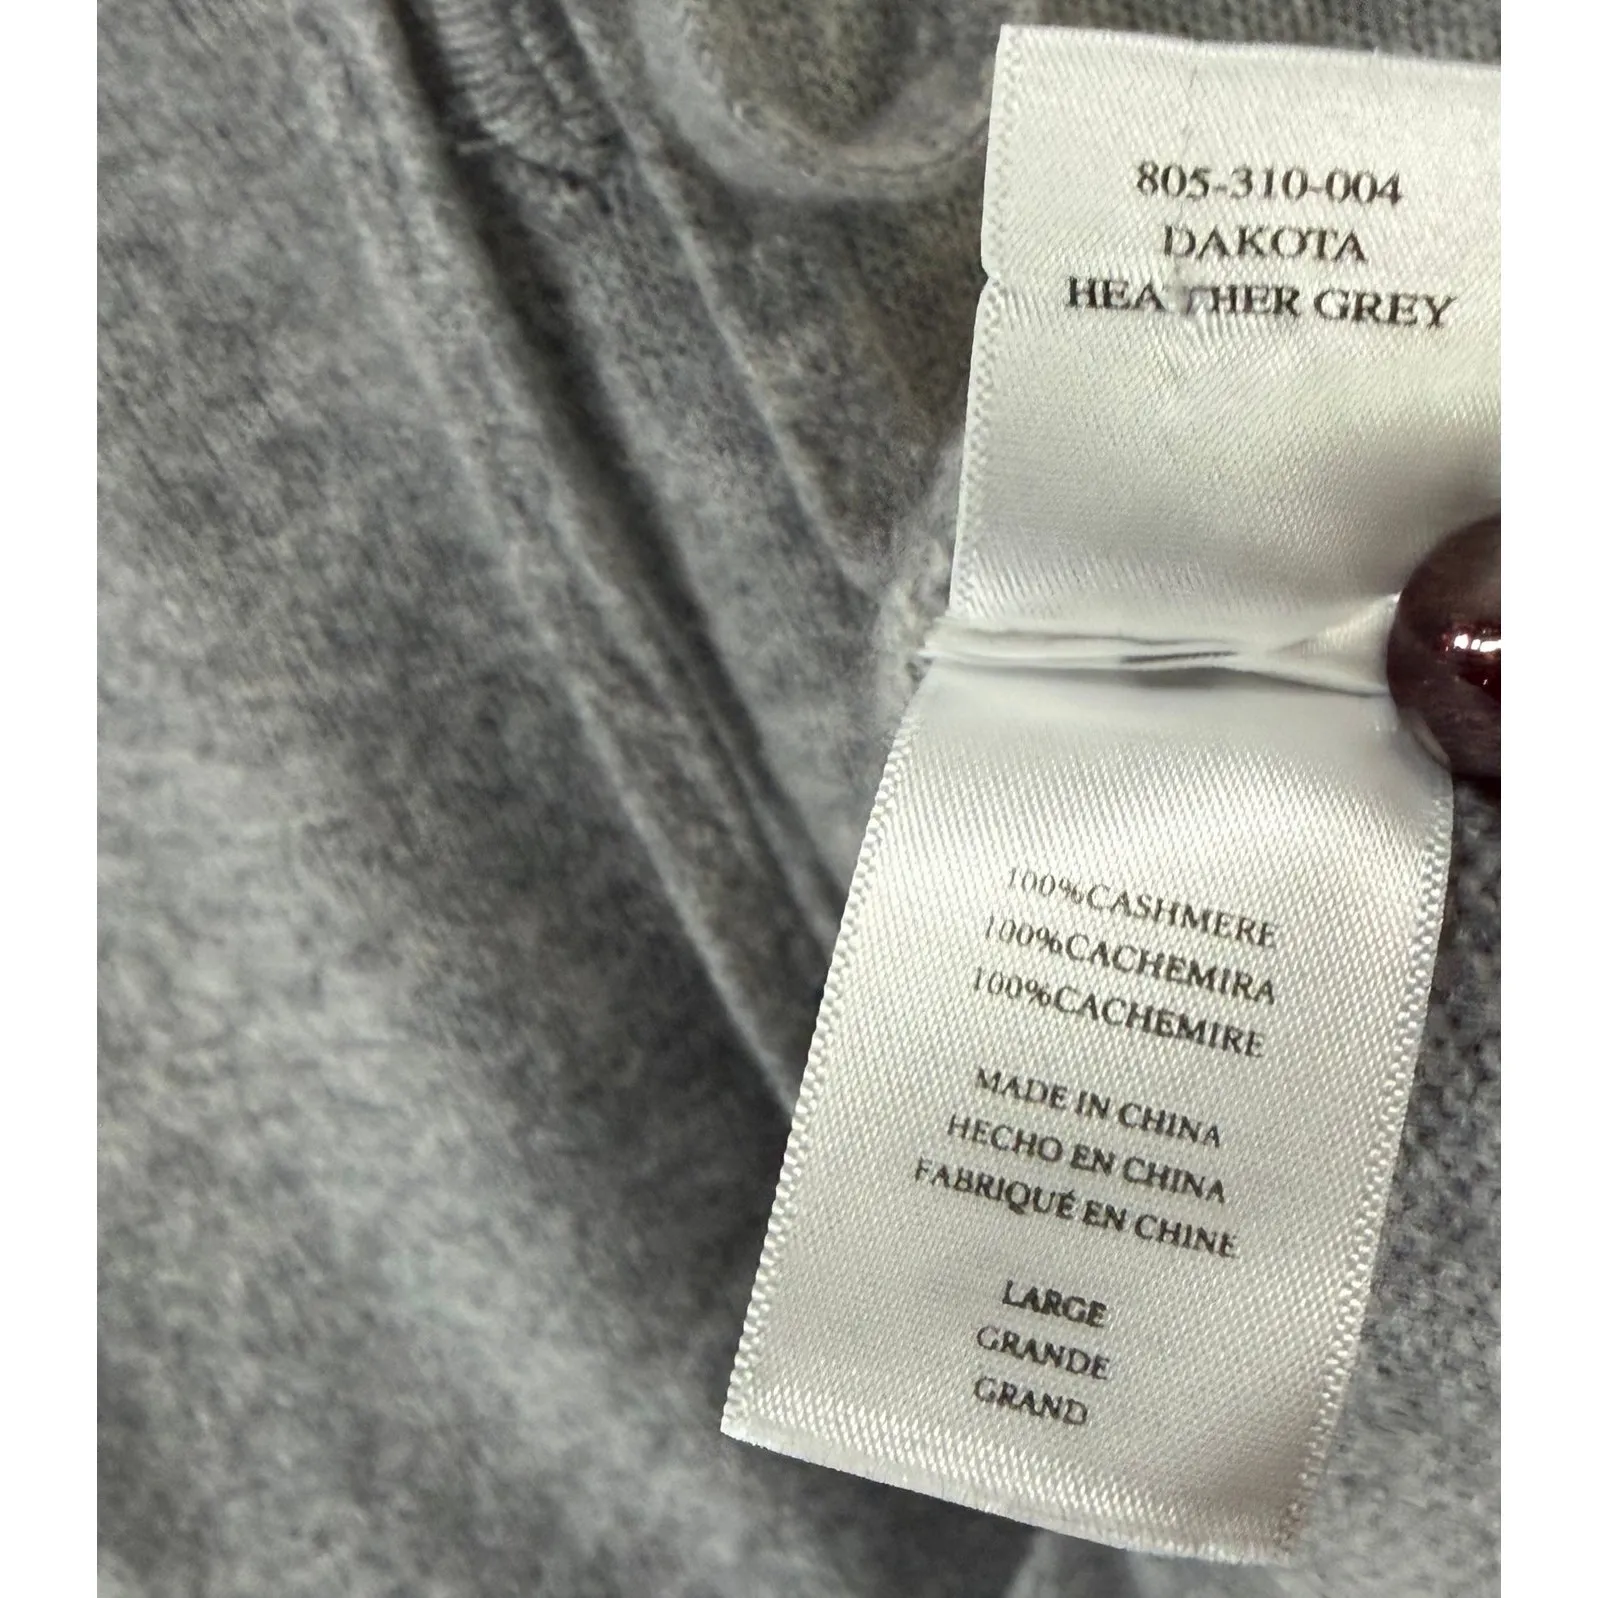 805-310-004
DAKOTA
HEATHER GREY
100%CASHMERE
100%CACHEMIRA
100%CACHEMIRE
MADE IN CHINA
HECHO EN CHINA
FABRIQUÉ EN CHINE
LARGE
GRANDE
GRAND